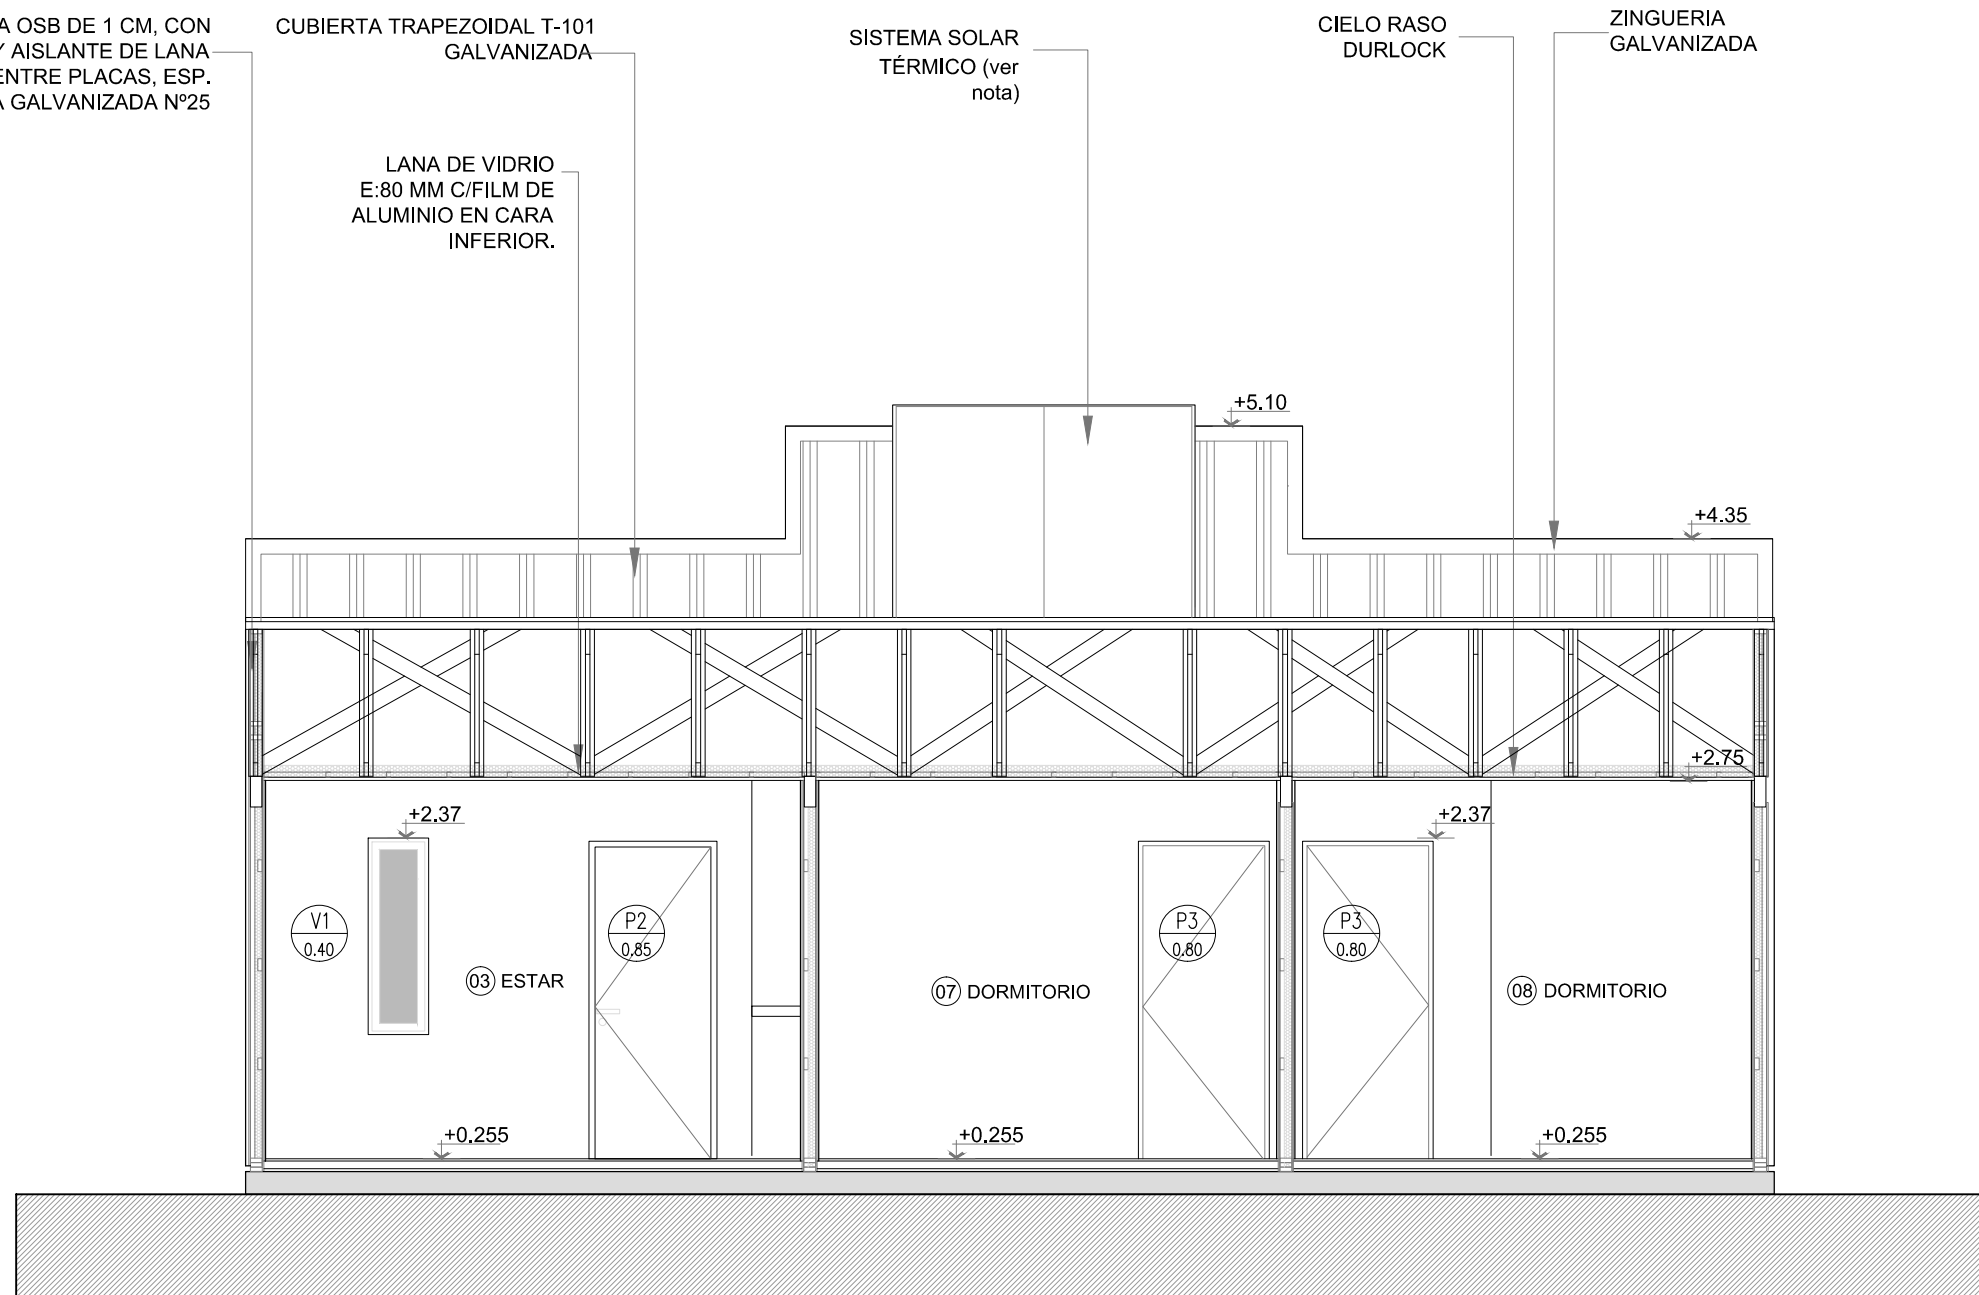 A OSB DE 1 CM, CON
Y AISLANTE DE LANA
ENTRE PLACAS, ESP.
A GALVANIZADA Nº25
CUBIERTA TRAPEZOIDAL T-101
GALVANIZADA
LANA DE VIDRIO
E:80 MM C/FILM DE
ALUMINIO EN CARA
INFERIOR.
SISTEMA SOLAR
TÉRMICO (ver
nota)
CIELO RASO
DURLOCK
ZINGUERIA
GALVANIZADA
+5.10
+4.35
+2.75
+2.37
+2.37
V1
0.40
P2
0.85
P3
0.80
P3
0.80
03 ESTAR
07 DORMITORIO
08 DORMITORIO
+0.255
+0.255
+0.255